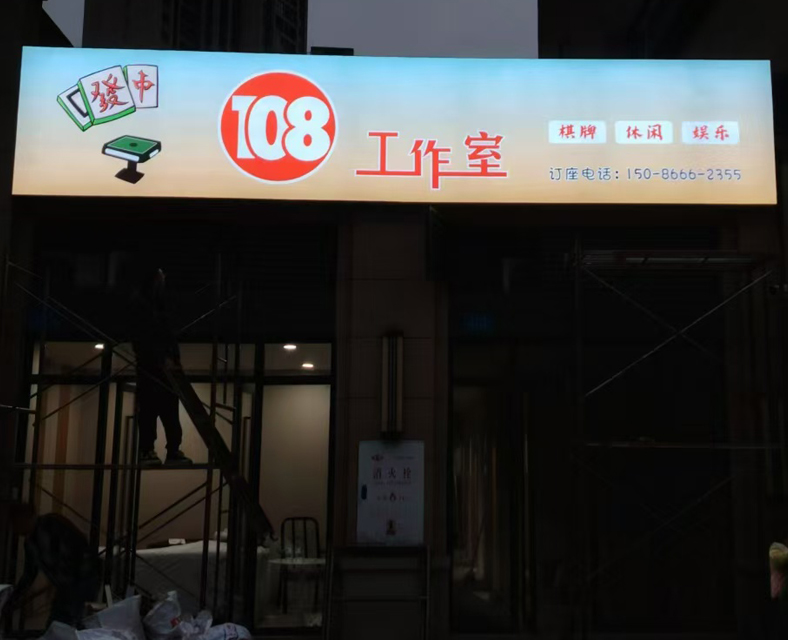 發 中
108
工作室
棋牌 休闲 娱乐
订座电话：150-8666-2355
消火栓